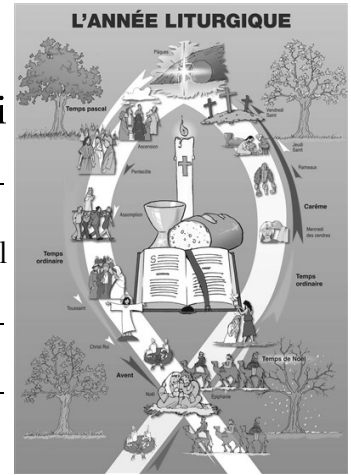 L'ANNÉE LITURGIQUE
Pâques
Temps pascal
Vendredi
Saint
Ascension
Jeudi
Saint
Pentecôte
Rameaux
Carême
Assomption
Mercredi
des cendres
Temps
ordinaire
Temps
ordinaire
Toussaint
Christ Roi
Temps de Noël
Avent
Noël
Épiphanie
i
l
S